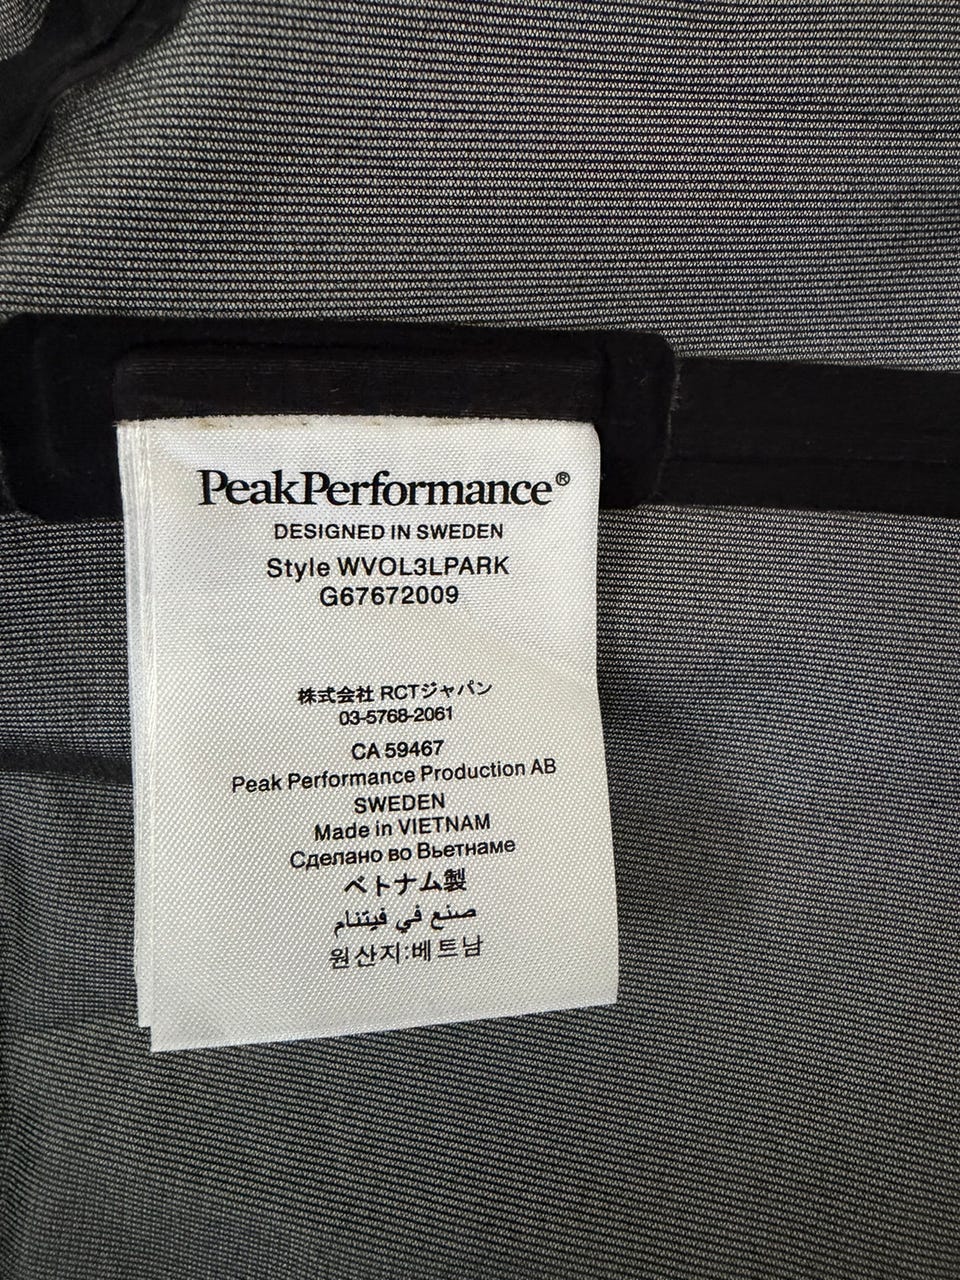 PeakPerformance®
DESIGNED IN SWEDEN
Style WVOL3LPARK
G67672009
株式会社 RCTジャパン
03-5768-2061
CA 59467
Peak Performance Production AB
SWEDEN
Made in VIETNAM
Сделано во Вьетнаме
ベトナム製
صنع في فيتنام
원산지:베트남